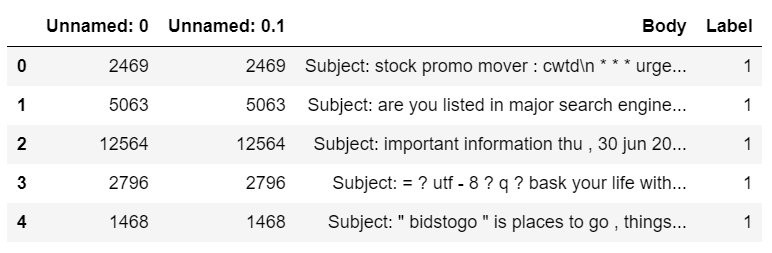 Unnamed: 0 Unnamed: 0.1 Body Label
0 2469 2469 Subject: stock promo mover : cwtd\n * * * urge... 1
1 5063 5063 Subject: are you listed in major search engine... 1
2 12564 12564 Subject: important information thu , 30 jun 20... 1
3 2796 2796 Subject: = ? utf - 8 ? q ? bask your life with... 1
4 1468 1468 Subject: " bidstogo " is places to go , things... 1